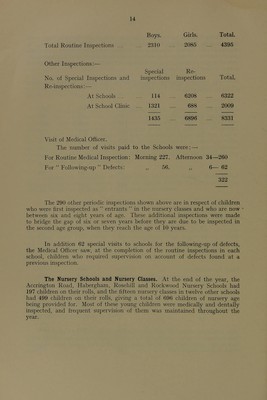 14
Boys. Girls. Total.
Total Routine Inspections ... 2310 2085 4395
Other Inspections:—
No. of Special Inspections and Re-inspections:— Special inspections Re-inspections Total.
At Schools ... 114 6208 6322
At School Clinic ... 1321 688 2009
1435 6896 8331
Visit of Medical Officer.
The number of visits paid to the Schools were:—
For Routine Medical Inspection: Morning 227. Afternoon 34—260
For " Following-up " Defects: „ 56. „ 6— 62
322
The 290 other periodic inspections shown above are in respect of children
who were first inspected as " entrants " in the nursery classes and who are now
between six and eight years of age. These additional inspections were made
to bridge the gap of six or seven years before they are due to be inspected in
the second age group, when they reach the age of 10 years.
In addition 62 special visits to schools for the following-up of defects,
the Medical Officer saw, at the completion of the routine inspections in each
school, children who required supervision on account of defects found at a
previous inspection.
The Nursery Schools and Nursery Classes. At the end of the year, the
Accrington Road, Habergham, Rosehill and Rockwood Nursery Schools had
197 children on their rolls, and the fifteen nursery classes in twelve other schools
had 499 children on their rolls, giving a total of 696 children of nursery age
being provided for. Most of these young children were medically and dentally
inspected, and frequent supervision of them was maintained throughout the
year.